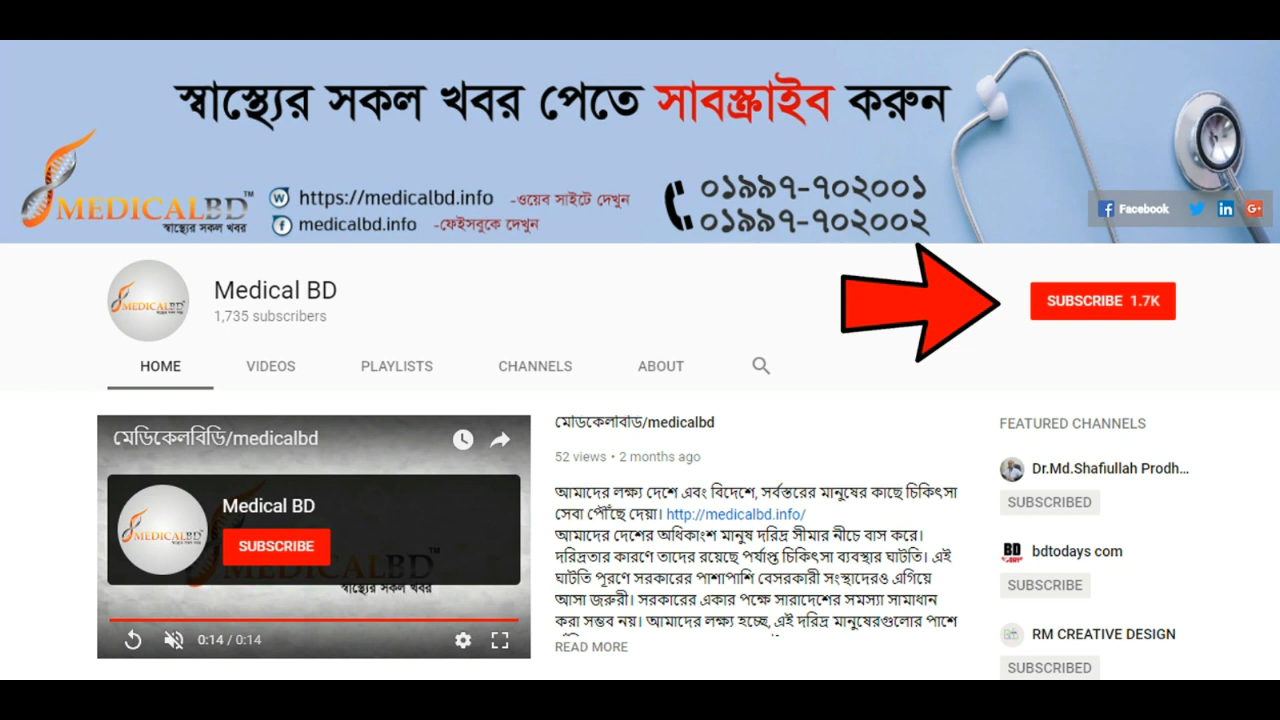 স্বাস্থ্যের সকল খবর পেতে সাবস্ক্রাইব করুন
MEDICALBD™
স্বাস্থ্যের সকল খবর
https://medicalbd.info -ওয়েব সাইটে দেখুন
medicalbd.info -ফেইসবুকে দেখুন
০১৯৯৭-৭০২০০১
০১৯৯৭-৭০২০০২
Facebook
MEDICALBD
Medical BD
1,735 subscribers
SUBSCRIBE 1.7K
HOME VIDEOS PLAYLISTS CHANNELS ABOUT
মেডিকেলবিডি/medicalbd
MEDICALBD
Medical BD
SUBSCRIBE
MEDICALBD™
স্বাস্থ্যের সকল খবর
0:14 / 0:14
মেডিকেলবিডি/medicalbd
52 views • 2 months ago
আমাদের লক্ষ্য দেশে এবং বিদেশে, সর্বস্তরের মানুষের কাছে চিকিৎসা
সেবা পৌঁছে দেয়া। http://medicalbd.info/
আমাদের দেশের অধিকাংশ মানুষ দরিদ্র সীমার নীচে বাস করে।
দরিদ্রতার কারণে তাদের রয়েছে পর্যাপ্ত চিকিৎসা ব্যবস্থার ঘাটতি। এই
ঘাটতি পূরণে সরকারের পাশাপাশি বেসরকারী সংস্থাদেরও এগিয়ে
আসা জরুরী। সরকারের একার পক্ষে সারাদেশের সমস্যা সামাধান
করা সম্ভব নয়। আমাদের লক্ষ্য হচ্ছে, এই দরিদ্র মানুষেরগুলোর পাশে
READ MORE
FEATURED CHANNELS
Dr.Md.Shafiullah Prodh...
SUBSCRIBED
bdtodays com
SUBSCRIBE
RM CREATIVE DESIGN
SUBSCRIBED